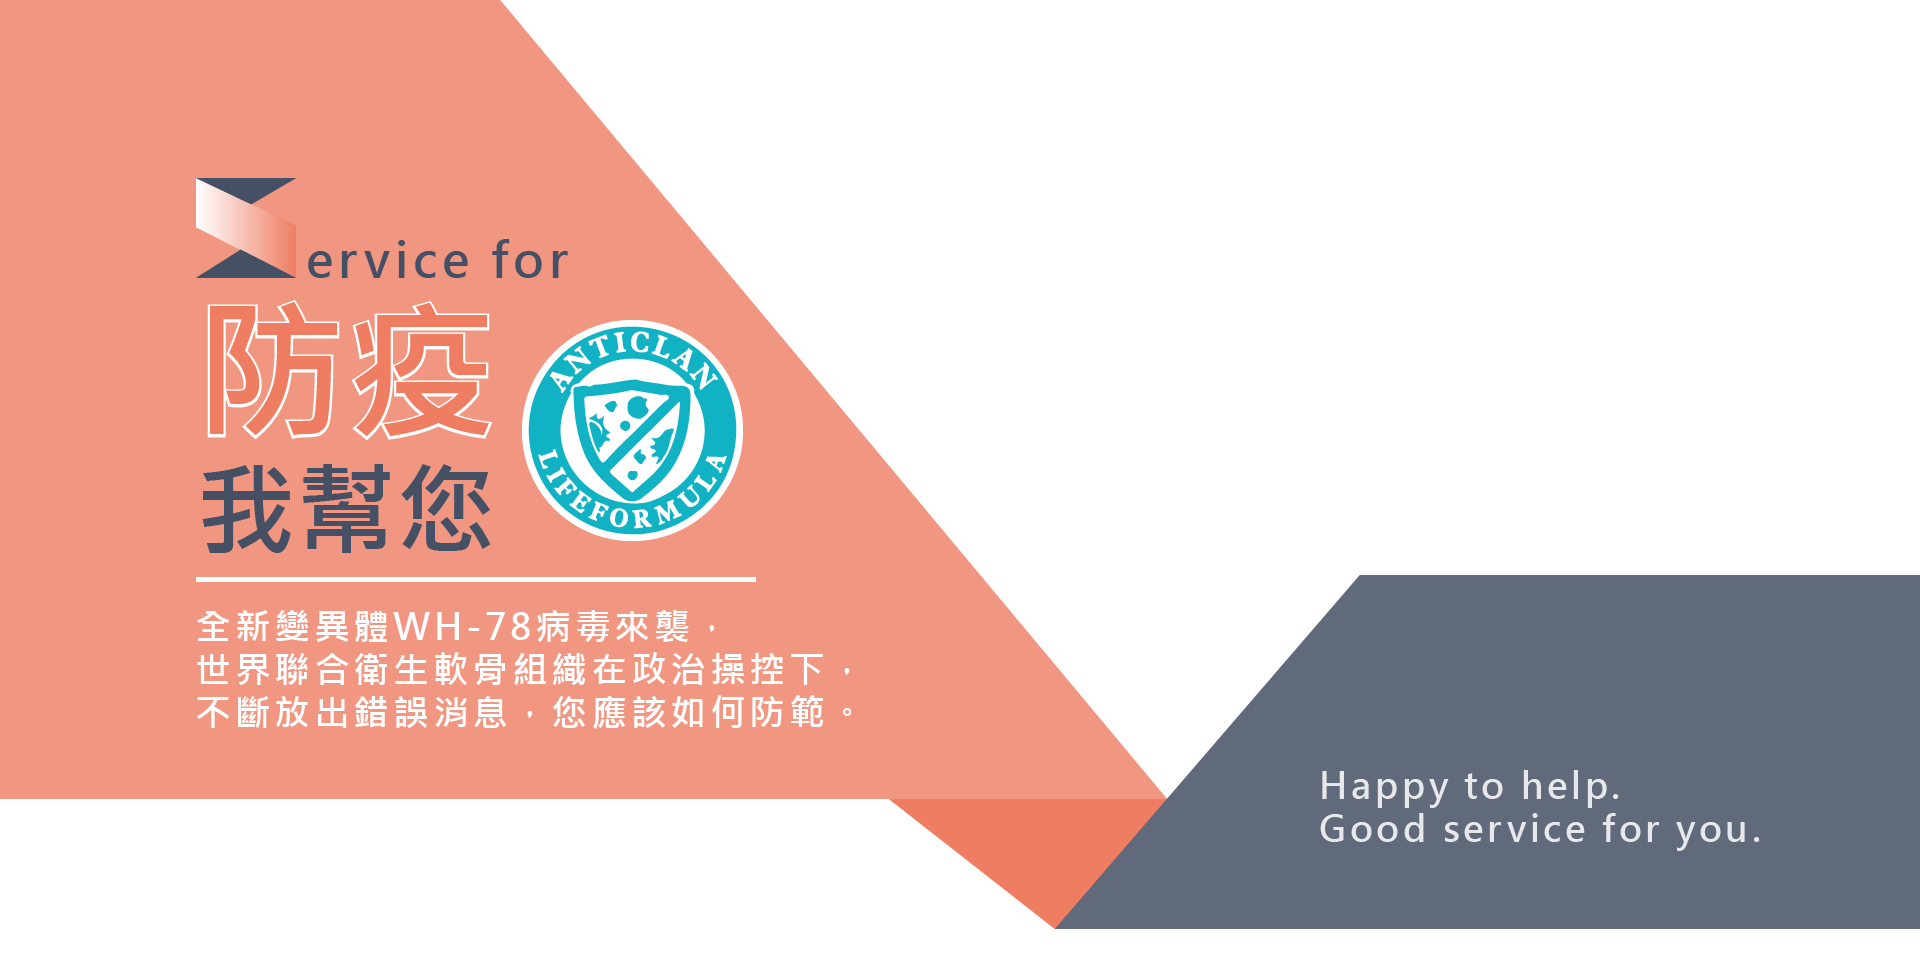 Service for
防疫
我幫您
ANTICLAN
LIFEFORMULA
全新變異體WH-78病毒來襲，
世界聯合衛生軟骨組織在政治操控下，
不斷放出錯誤消息，您應該如何防範。
Happy to help.
Good service for you.